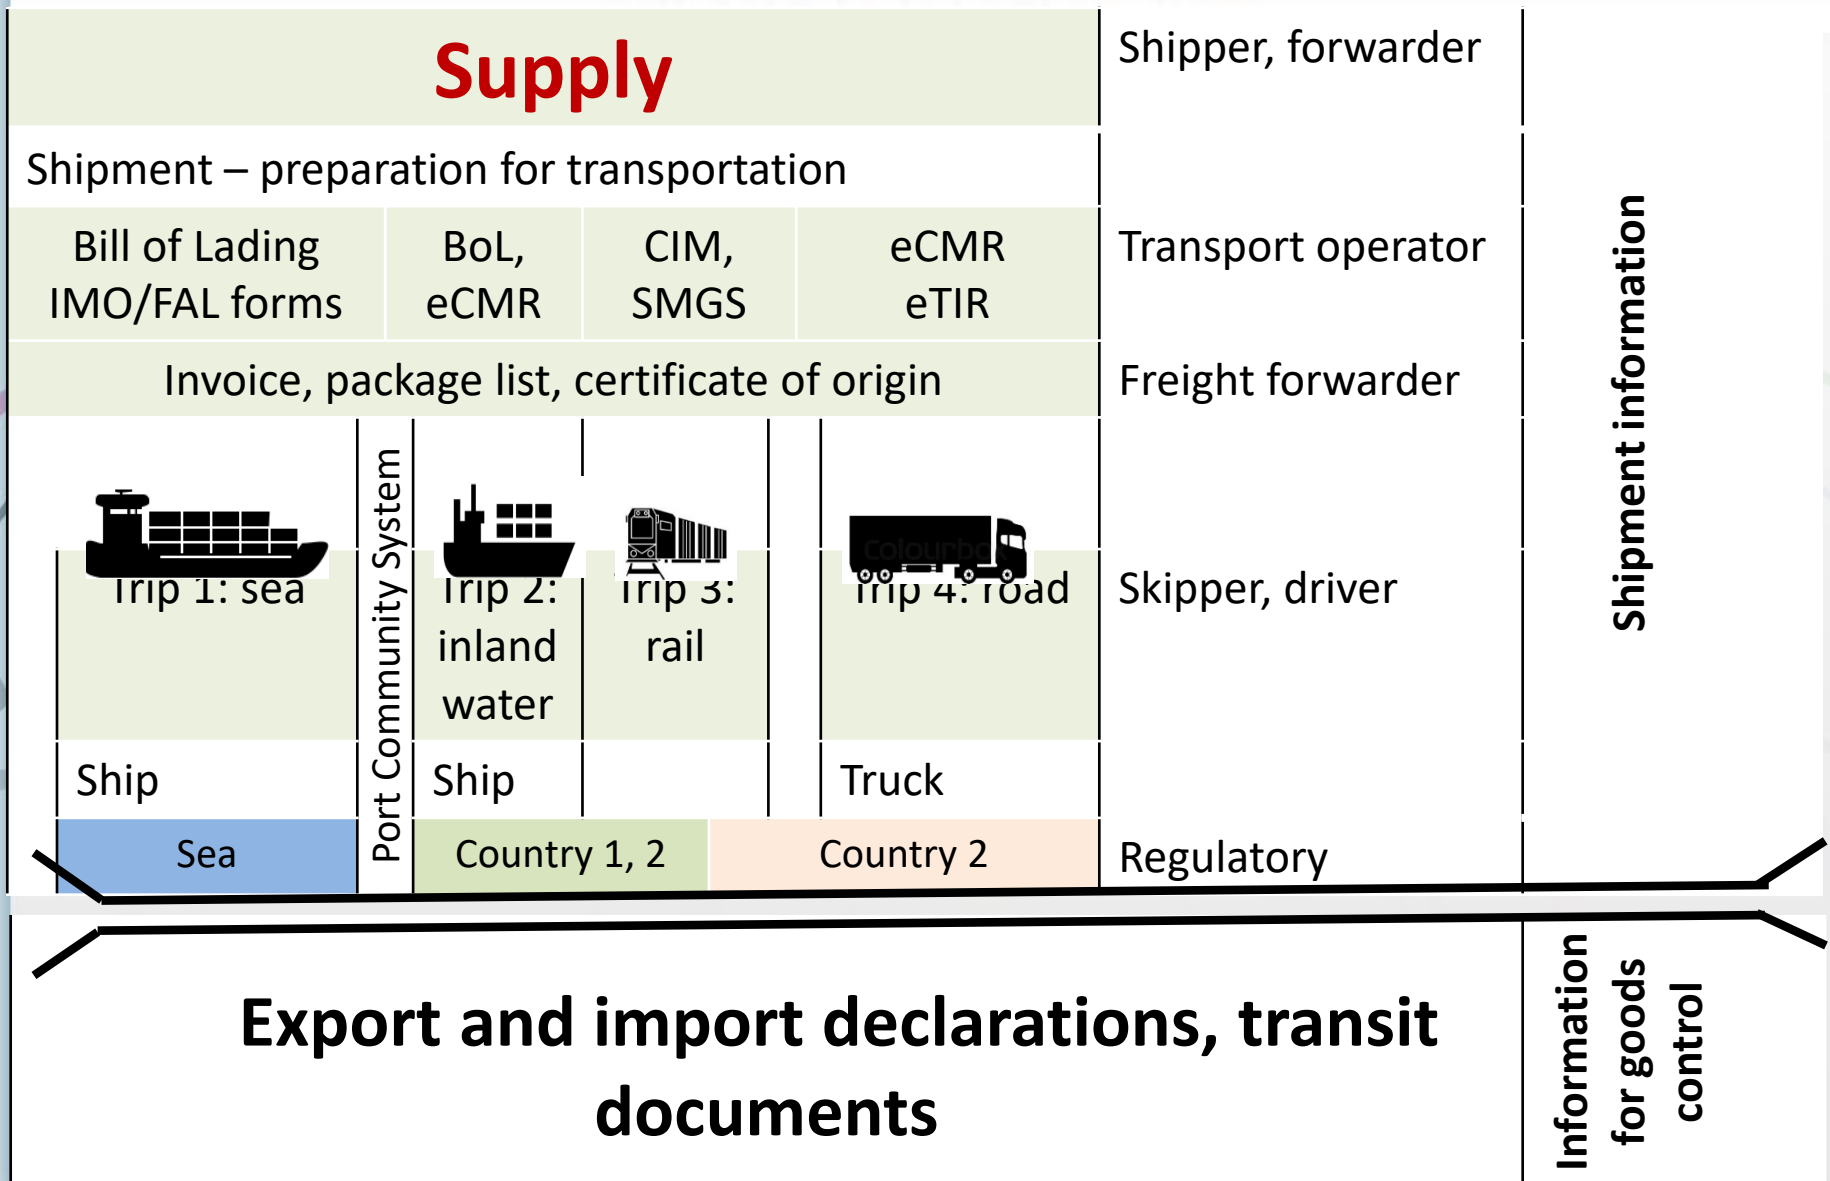 Supply
Shipper, forwarder
Shipment – preparation for transportation
Bill of Lading
IMO/FAL forms
BoL,
eCMR
CIM,
SMGS
eCMR
eTIR
Transport operator
Invoice, package list, certificate of origin
Freight forwarder
Port Community System
colourbox
Trip 1: sea
Trip 2:
inland
water
Trip 3:
rail
Trip 4: road
Skipper, driver
Ship
Ship
Truck
Sea
Country 1, 2
Country 2
Regulatory
Shipment information
Export and import declarations, transit
documents
Information
for goods
control